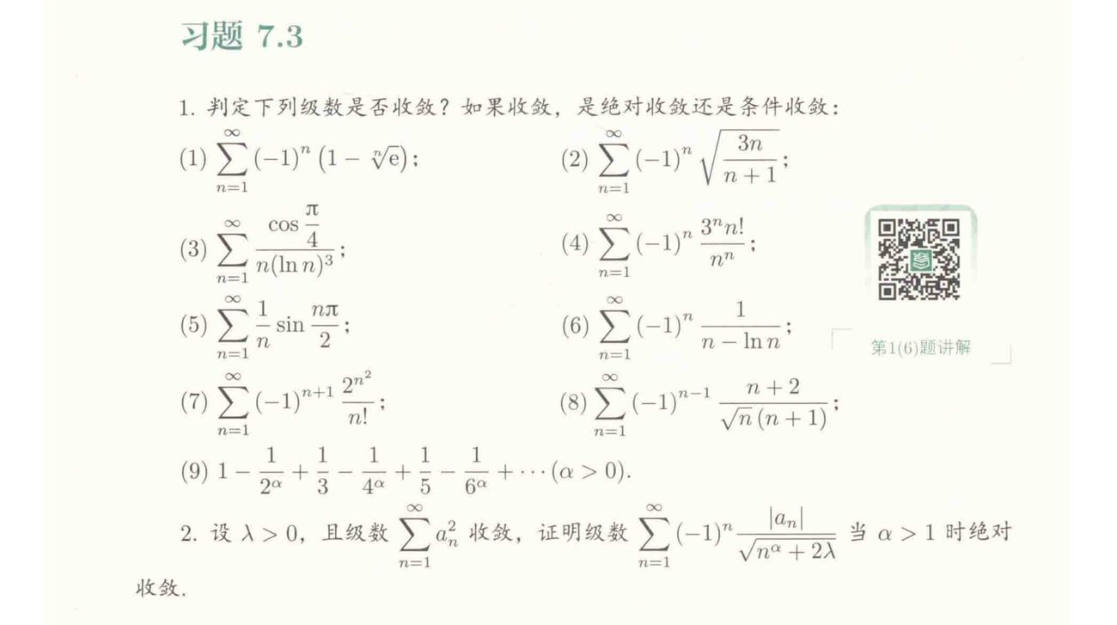 习题 7.3
1. 判定下列级数是否收敛？如果收敛，是绝对收敛还是条件收敛：
(1) $\sum_{n=1}^{\infty}(-1)^n\left(1-\sqrt[n]{\mathrm{e}}\right)$；
(2) $\sum_{n=1}^{\infty}(-1)^n\sqrt{\frac{3n}{n+1}}$；
(3) $\sum_{n=1}^{\infty}\frac{\cos\frac{\pi}{4}}{n(\ln n)^3}$；
(4) $\sum_{n=1}^{\infty}(-1)^n\frac{3^n n!}{n^n}$；
(5) $\sum_{n=1}^{\infty}\frac{1}{n}\sin\frac{n\pi}{2}$；
(6) $\sum_{n=1}^{\infty}(-1)^n\frac{1}{n-\ln n}$；
第1(6)题讲解
(7) $\sum_{n=1}^{\infty}(-1)^{n+1}\frac{2^{n^2}}{n!}$；
(8) $\sum_{n=1}^{\infty}(-1)^{n-1}\frac{n+2}{\sqrt{n}(n+1)}$；
(9) $1-\frac{1}{2^\alpha}+\frac{1}{3}-\frac{1}{4^\alpha}+\frac{1}{5}-\frac{1}{6^\alpha}+\cdots(\alpha>0)$.
2. 设 $\lambda>0$，且级数 $\sum_{n=1}^{\infty}a_n^2$ 收敛，证明级数 $\sum_{n=1}^{\infty}(-1)^n\frac{|a_n|}{\sqrt{n^\alpha+2\lambda}}$ 当 $\alpha>1$ 时绝对
收敛.